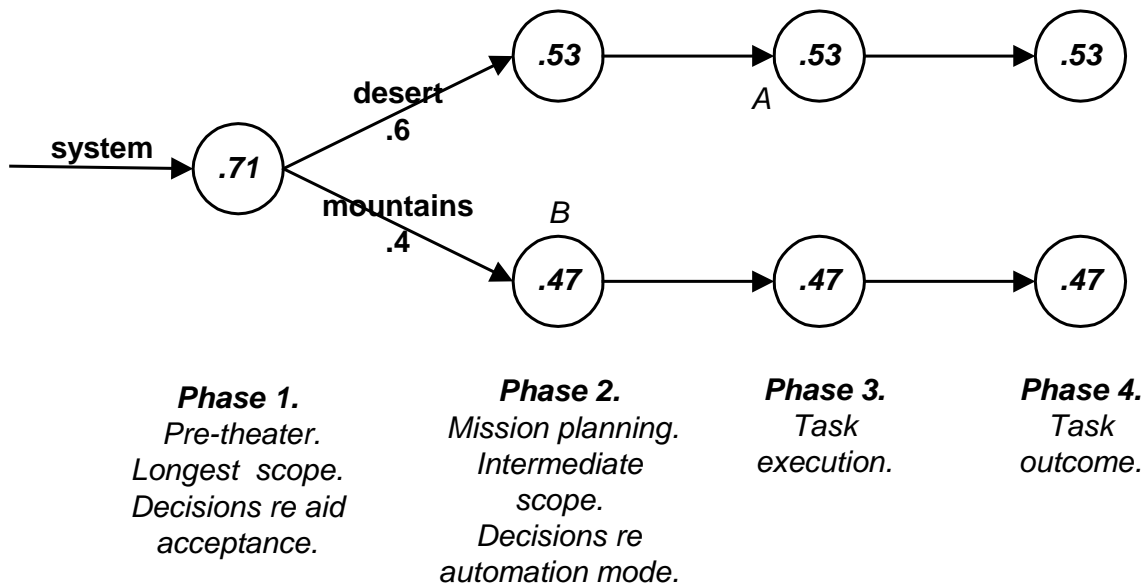 .53
.53
.53
desert
A
.6
system
.71
mountains
B
.4
.47
.47
.47
Phase 1.
Pre-theater.
Longest scope.
Decisions re aid
acceptance.
Phase 2.
Mission planning.
Intermediate
scope.
Decisions re
automation mode.
Phase 3.
Task
execution.
Phase 4.
Task
outcome.